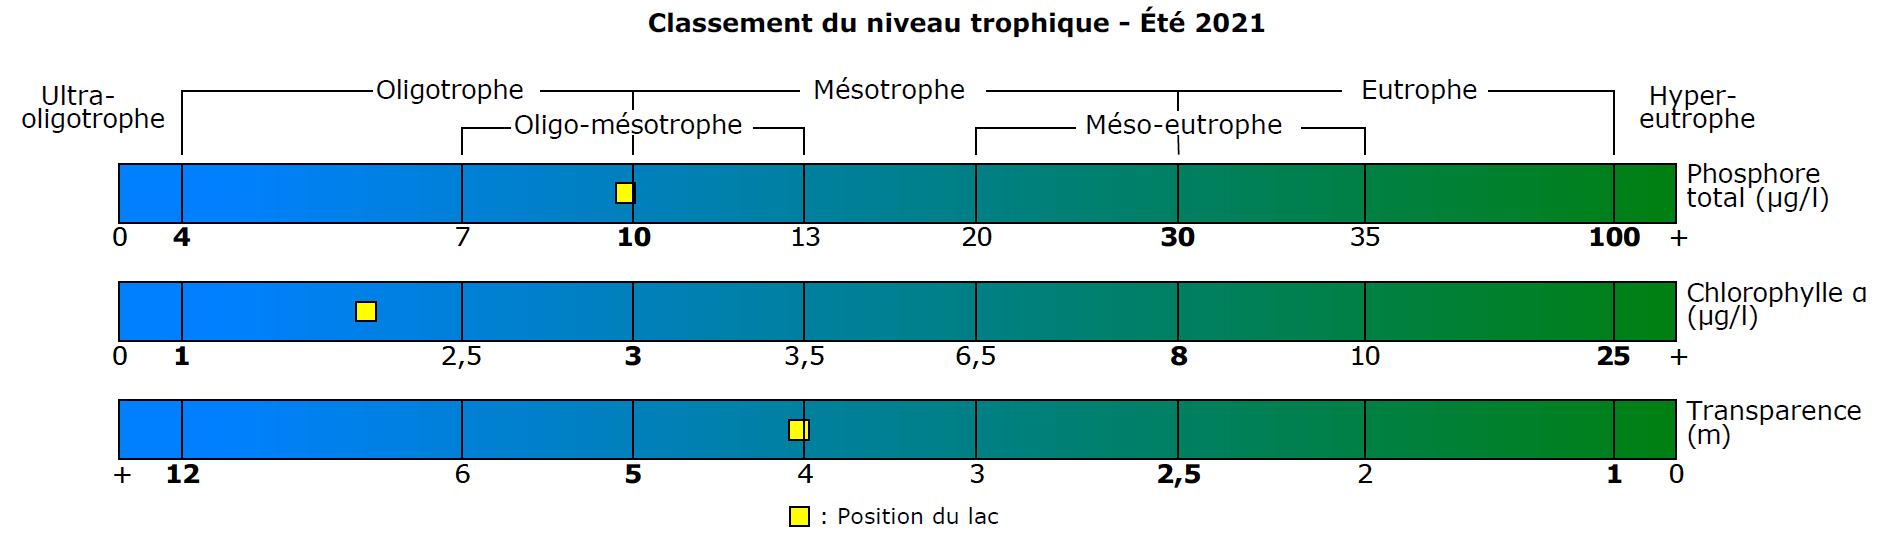 Classement du niveau trophique – Été 2021
Ultra-
oligotrophe
Oligotrophe
Mésotrophe
Eutrophe
Hyper-
eutrophe
Oligo-mésotrophe
Méso-eutrophe
Phosphore
total (µg/l)
0 4 7 10 13 20 30 35 100 +
Chlorophylle ɑ
(µg/l)
0 1 2,5 3 3,5 6,5 8 10 25 +
Transparence
(m)
+ 12 6 5 4 3 2,5 2 1 0
: Position du lac